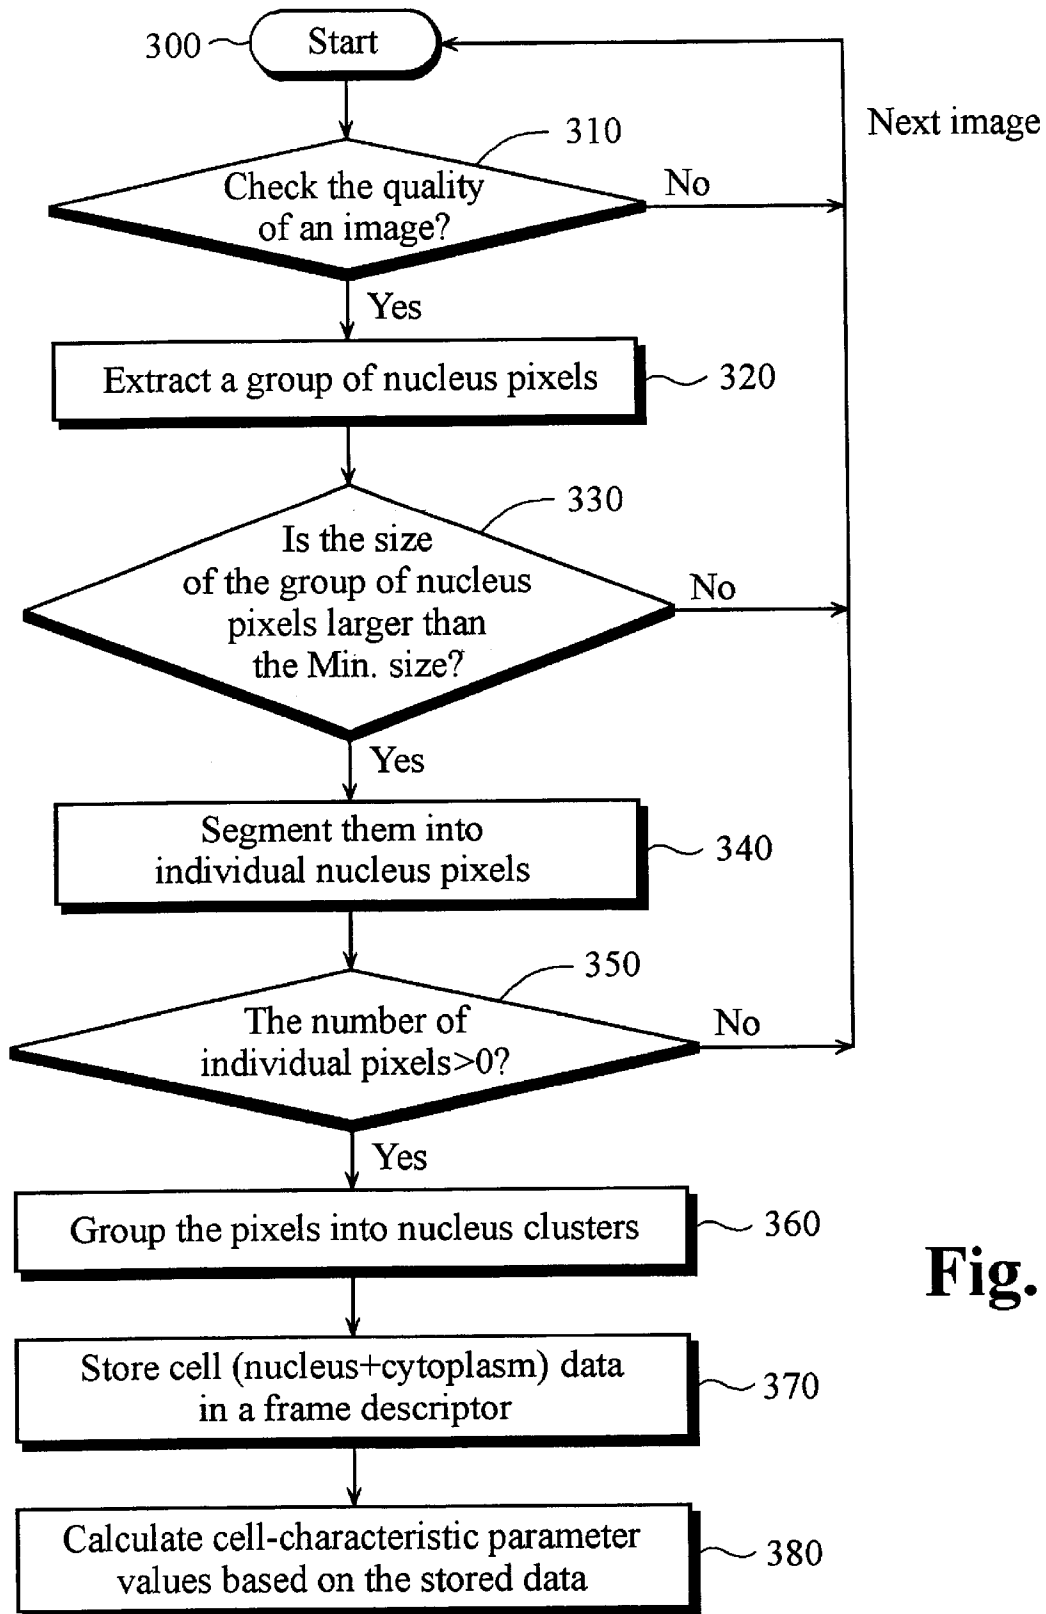 300
Start
Next image
310
Check the quality
of an image?
No
Yes
Extract a group of nucleus pixels
320
330
Is the size
of the group of nucleus
pixels larger than
the Min. size?
No
Yes
Segment them into
individual nucleus pixels
340
350
The number of
individual pixels>0?
No
Yes
Group the pixels into nucleus clusters
360
Fig.
Store cell (nucleus+cytoplasm) data
in a frame descriptor
370
Calculate cell-characteristic parameter
values based on the stored data
380